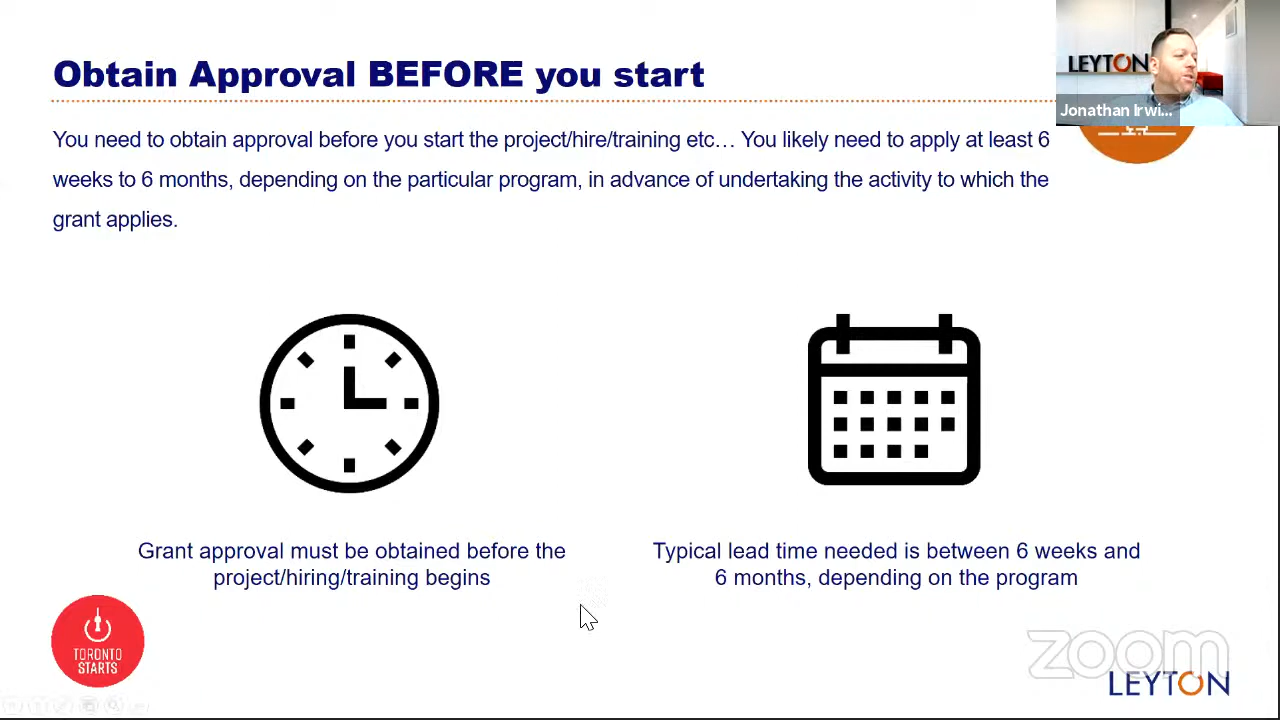 Obtain Approval BEFORE you start
LEYTON
Jonathan Irwi...
You need to obtain approval before you start the project/hire/training etc… You likely need to apply at least 6
weeks to 6 months, depending on the particular program, in advance of undertaking the activity to which the
grant applies.
Grant approval must be obtained before the
project/hiring/training begins
Typical lead time needed is between 6 weeks and
6 months, depending on the program
TORONTO
STARTS
zoom
LEYTON